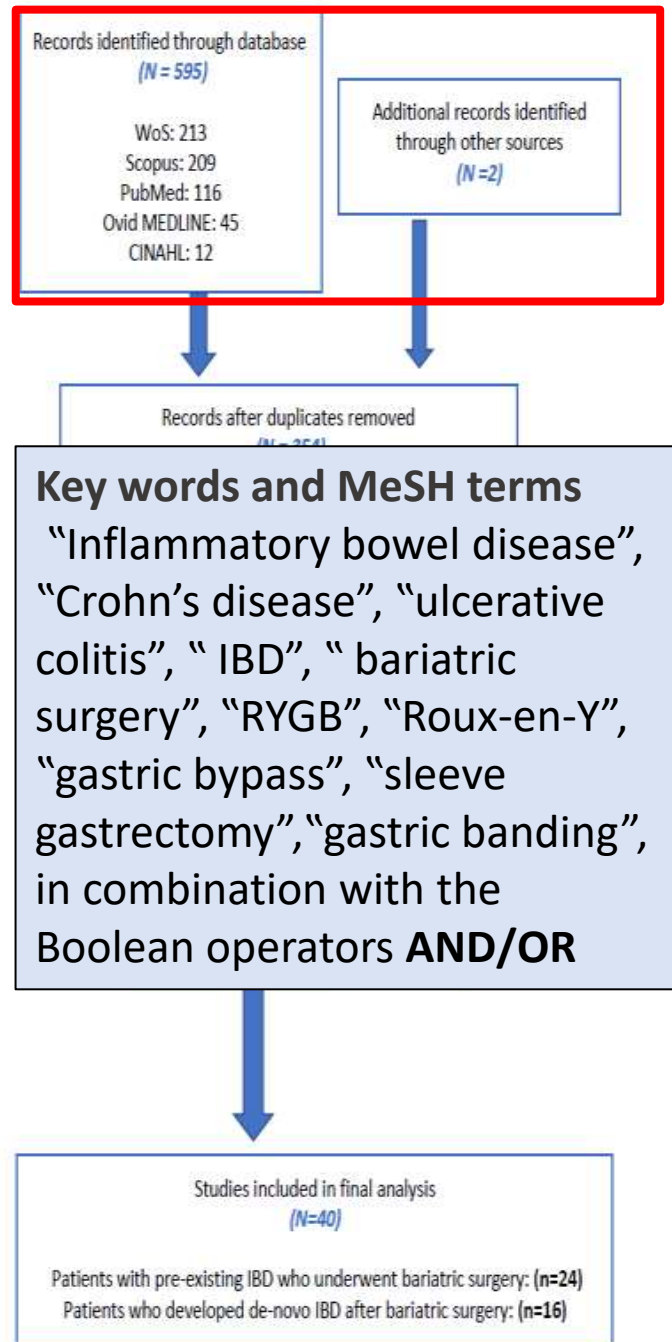 Records identified through database
(N = 595)
WoS: 213
Scopus: 209
PubMed: 116
Ovid MEDLINE: 45
CINAHL: 12
Additional records identified
through other sources
(N =2)
Records after duplicates removed
Key words and MeSH terms
“Inflammatory bowel disease”,
“Crohn’s disease”, “ulcerative
colitis”, “ IBD”, “ bariatric
surgery”, “RYGB”, “Roux-en-Y”,
“gastric bypass”, “sleeve
gastrectomy”,“gastric banding”,
in combination with the
Boolean operators AND/OR
Studies included in final analysis
(N=40)
Patients with pre-existing IBD who underwent bariatric surgery: (n=24)
Patients who developed de-novo IBD after bariatric surgery: (n=16)